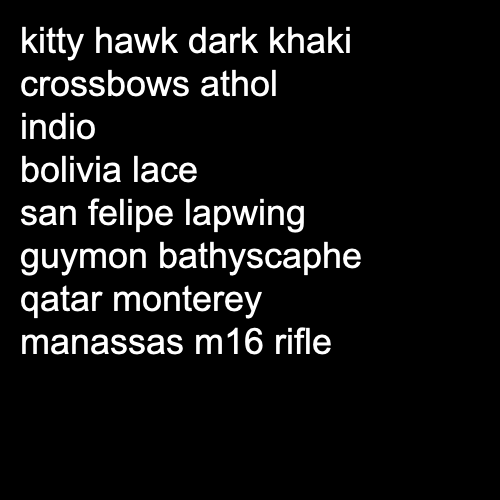 kitty hawk dark khaki
crossbows athol
indio
bolivia lace
san felipe lapwing
guymon bathyscaphe
qatar monterey
manassas m16 rifle